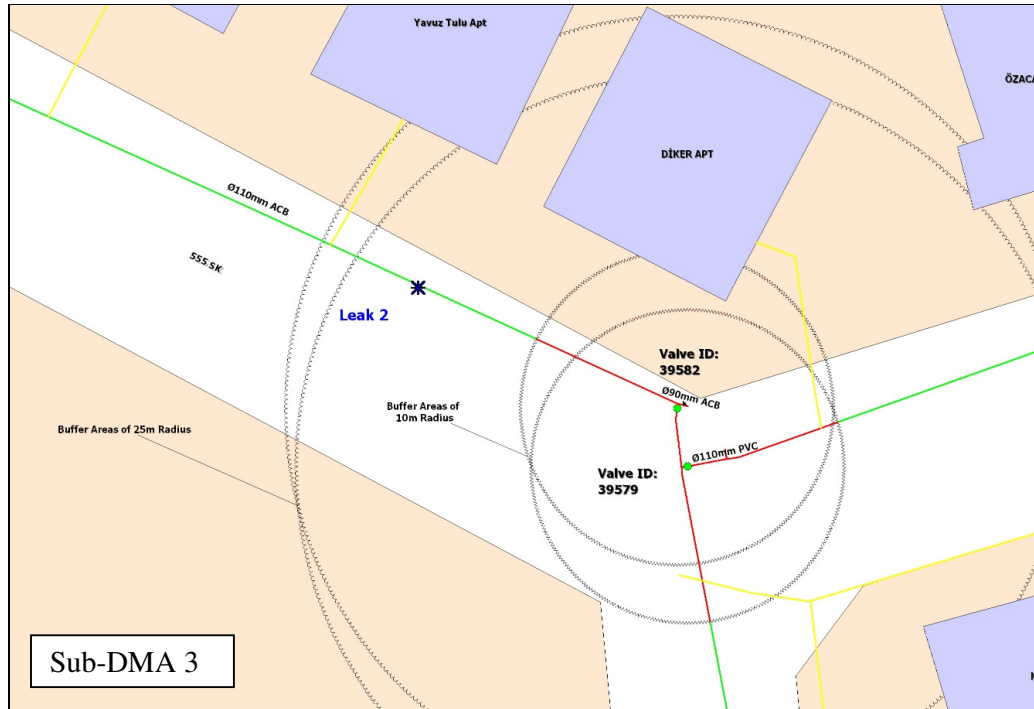 Yavuz Tulu Apt
ÖZACA
DİKER APT
Ø110mm ACB
555 SK
Leak 2
Valve ID:
39582
Ø90mm ACB
Buffer Areas of
10m Radius
Buffer Areas of 25m Radius
Ø110mm PVC
Valve ID:
39579
Sub-DMA 3